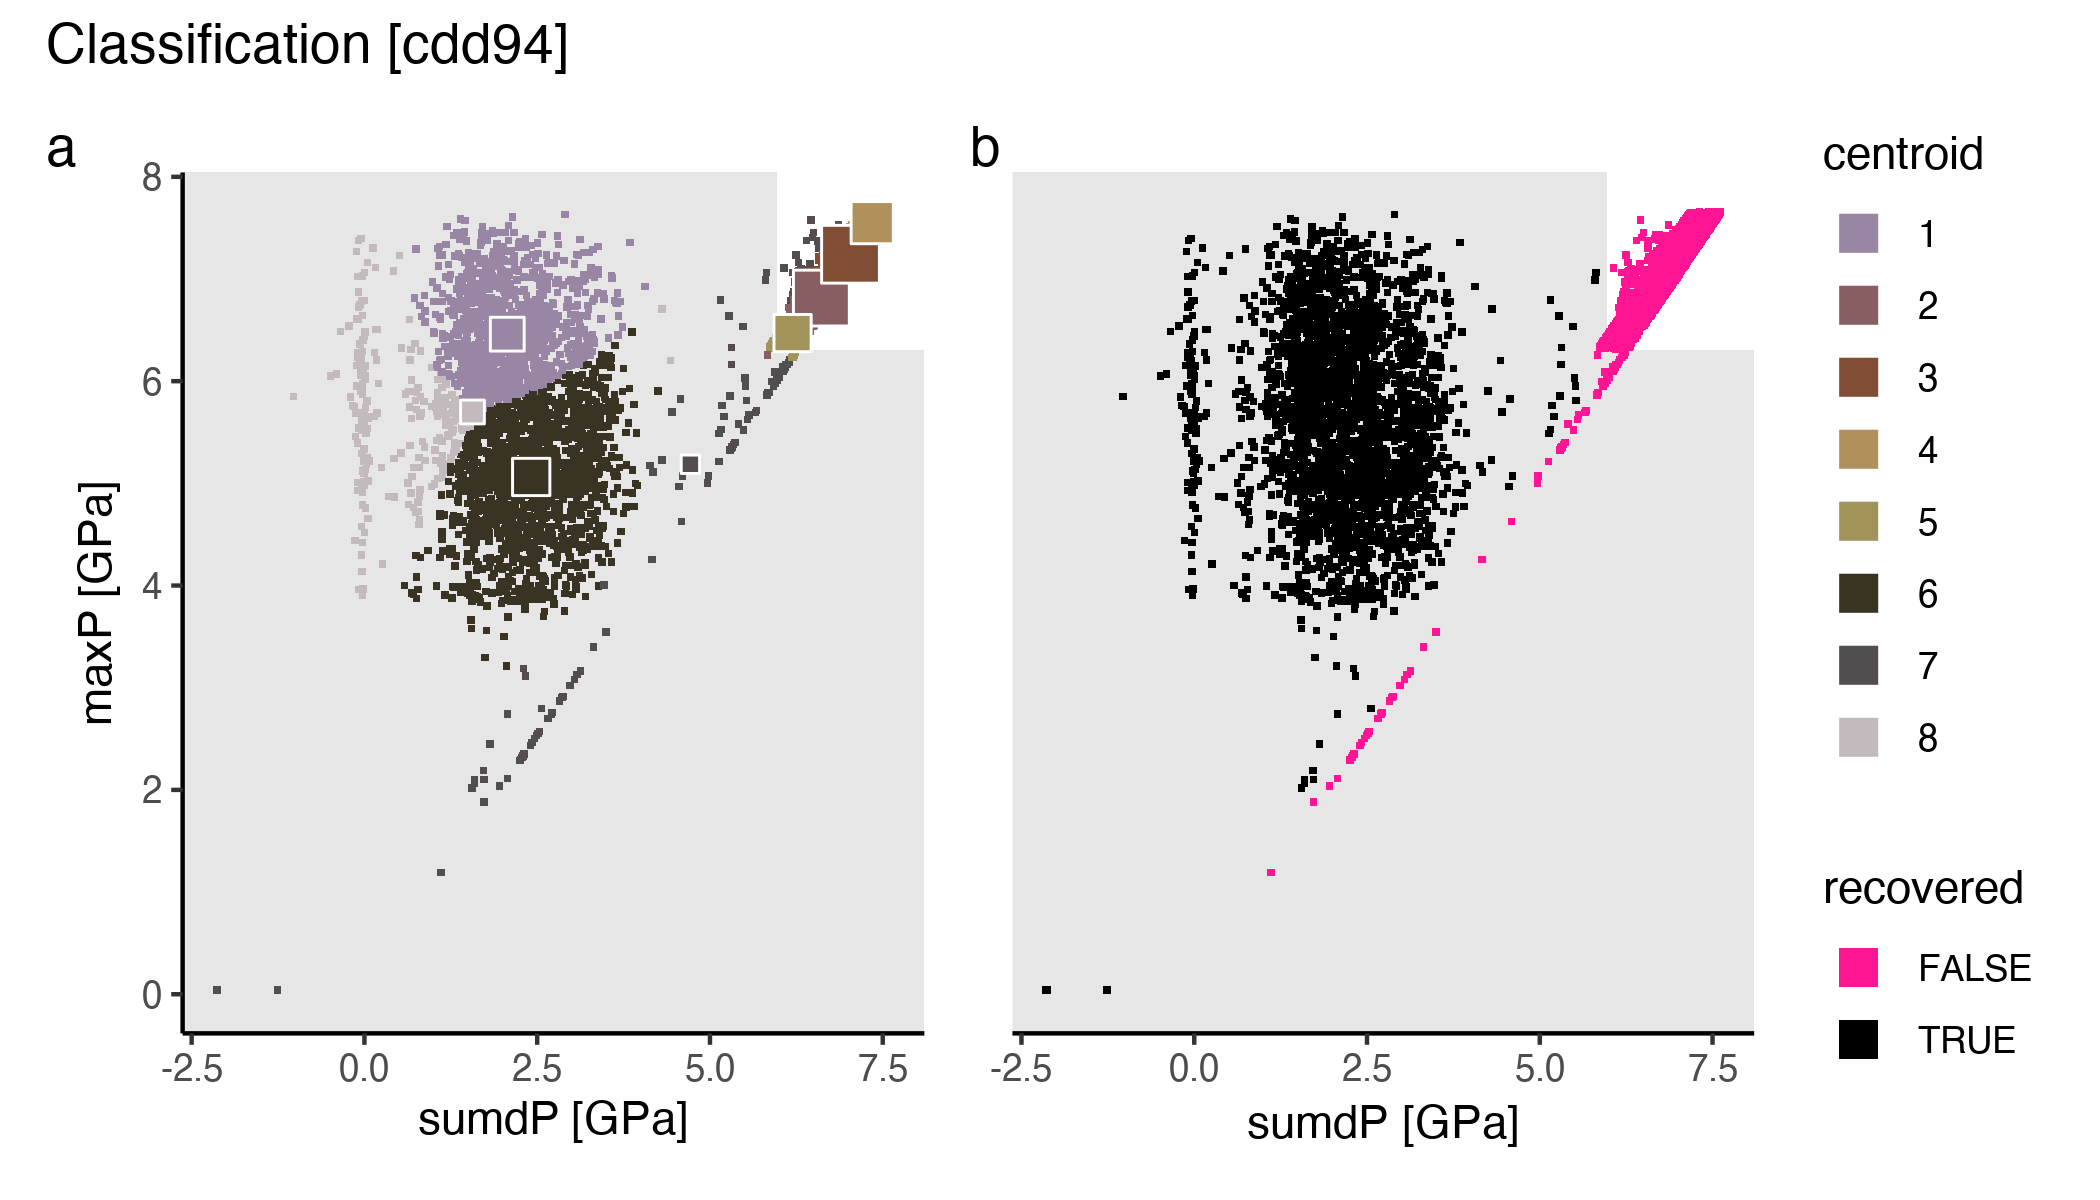 Classification [cdd94]
a
b
maxP [GPa]
8
6
4
2
0
-2.5 0.0 2.5 5.0 7.5
sumdP [GPa]
-2.5 0.0 2.5 5.0 7.5
sumdP [GPa]
centroid
1
2
3
4
5
6
7
8
recovered
FALSE
TRUE